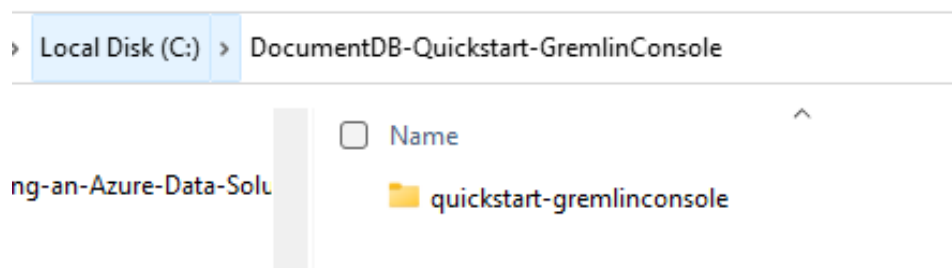 Local Disk (C:) > DocumentDB-Quickstart-GremlinConsole
Name
ng-an-Azure-Data-Solu
quickstart-gremlinconsole